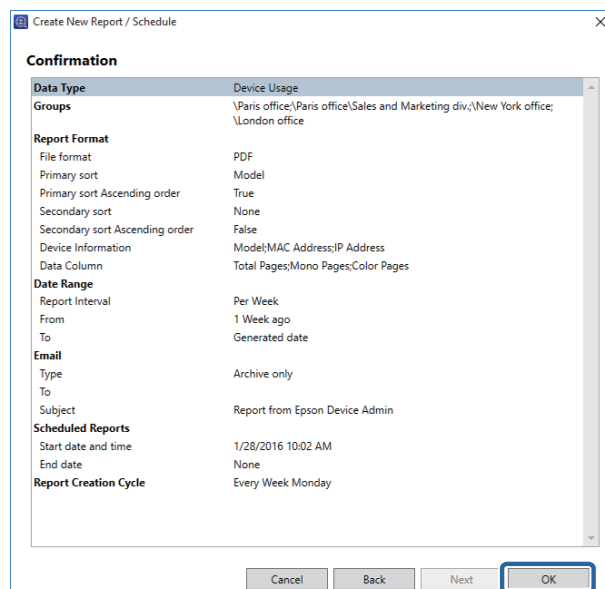 Create New Report / Schedule
Confirmation
Data Type Device Usage
Groups \Paris office;\Paris office\Sales and Marketing div.;\New York office;
\London office
Report Format
File format PDF
Primary sort Model
Primary sort Ascending order True
Secondary sort None
Secondary sort Ascending order False
Device Information Model;MAC Address;IP Address
Data Column Total Pages;Mono Pages;Color Pages
Date Range
Report Interval Per Week
From 1 Week ago
To Generated date
Email
Type Archive only
To
Subject Report from Epson Device Admin
Scheduled Reports
Start date and time 1/28/2016 10:02 AM
End date None
Report Creation Cycle Every Week Monday
Cancel Back Next OK